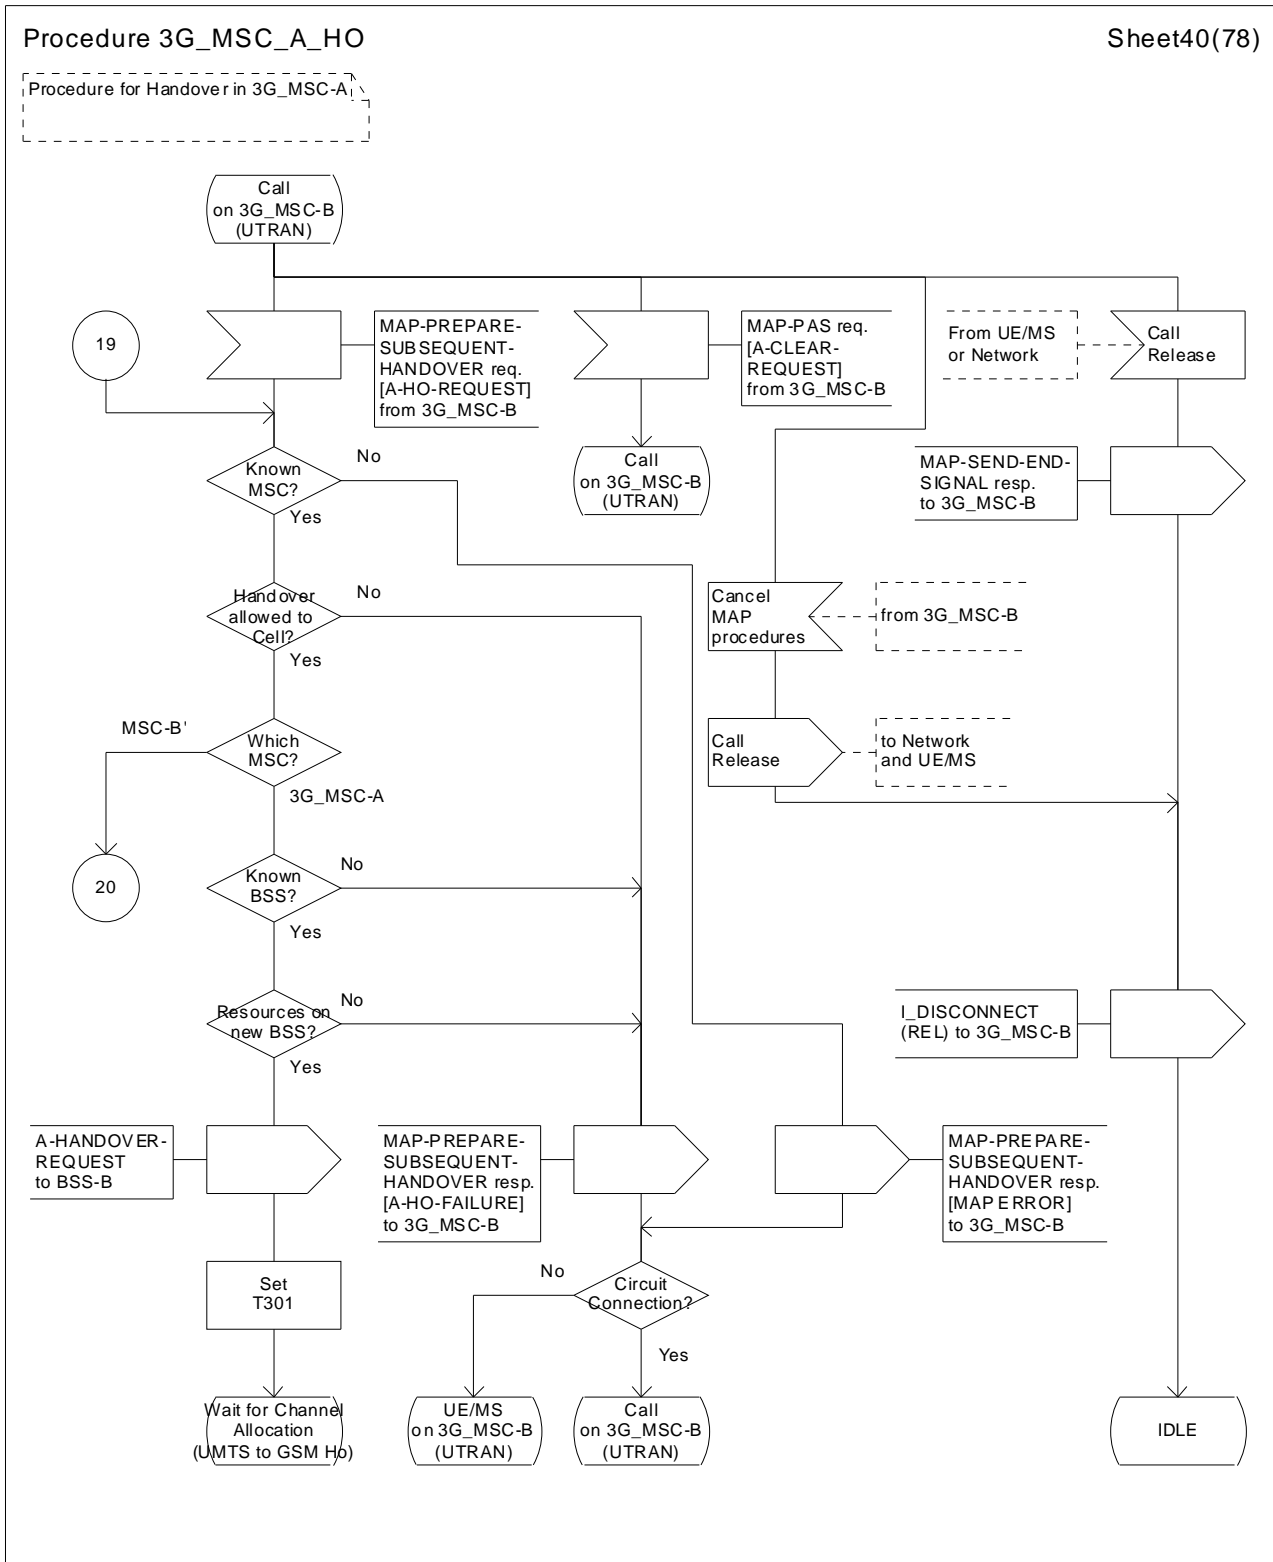 Procedure 3G_MSC_A_HO
Sheet40(78)
Procedure for Handover in 3G_MSC-A
Call
on 3G_MSC-B
(UTRAN)
19
MAP-PREPARE-
SUBSEQUENT-
HANDOVER req.
[A-HO-REQUEST]
from 3G_MSC-B
MAP-PAS req.
[A-CLEAR-
REQUEST]
from 3G_MSC-B
From UE/MS
or Network
Call
Release
Known
MSC?
No
Yes
Call
on 3G_MSC-B
(UTRAN)
MAP-SEND-END-
SIGNAL resp.
to 3G_MSC-B
Handover
allowed to
Cell?
No
Yes
Cancel
MAP
procedures
from 3G_MSC-B
MSC-B'
Which
MSC?
3G_MSC-A
Call
Release
to Network
and UE/MS
20
Known
BSS?
No
Yes
Resources on
new BSS?
No
Yes
I_DISCONNECT
(REL) to 3G_MSC-B
A-HANDOVER-
REQUEST
to BSS-B
MAP-PREPARE-
SUBSEQUENT-
HANDOVER resp.
[A-HO-FAILURE]
to 3G_MSC-B
MAP-PREPARE-
SUBSEQUENT-
HANDOVER resp.
[MAP ERROR]
to 3G_MSC-B
Set
T301
No
Circuit
Connection?
Yes
Wait for Channel
Allocation
(UMTS to GSM Ho)
UE/MS
on 3G_MSC-B
(UTRAN)
Call
on 3G_MSC-B
(UTRAN)
IDLE